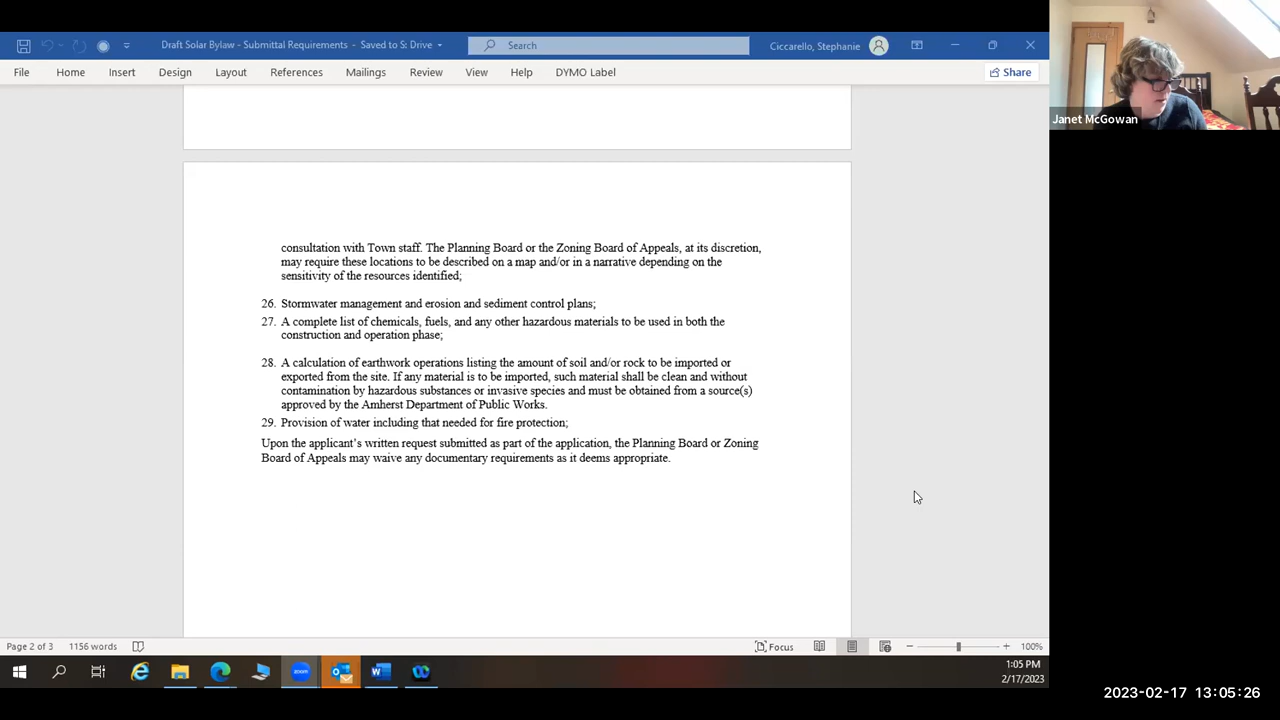 Draft Solar Bylaw - Submittal Requirements • Saved to S: Drive
Search
Ciccarello, Stephanie
File Home Insert Design Layout References Mailings Review View Help DYMO Label Share
Janet McGowan
consultation with Town staff. The Planning Board or the Zoning Board of Appeals, at its discretion,
may require these locations to be described on a map and/or in a narrative depending on the
sensitivity of the resources identified;
26. Stormwater management and erosion and sediment control plans;
27. A complete list of chemicals, fuels, and any other hazardous materials to be used in both the
construction and operation phase;
28. A calculation of earthwork operations listing the amount of soil and/or rock to be imported or
exported from the site. If any material is to be imported, such material shall be clean and without
contamination by hazardous substances or invasive species and must be obtained from a source(s)
approved by the Amherst Department of Public Works.
29. Provision of water including that needed for fire protection;
Upon the applicant's written request submitted as part of the application, the Planning Board or Zoning
Board of Appeals may waive any documentary requirements as it deems appropriate.
Page 2 of 3 1156 words Focus 100%
zoom
1:05 PM
2/17/2023
2023-02-17 13:05:26